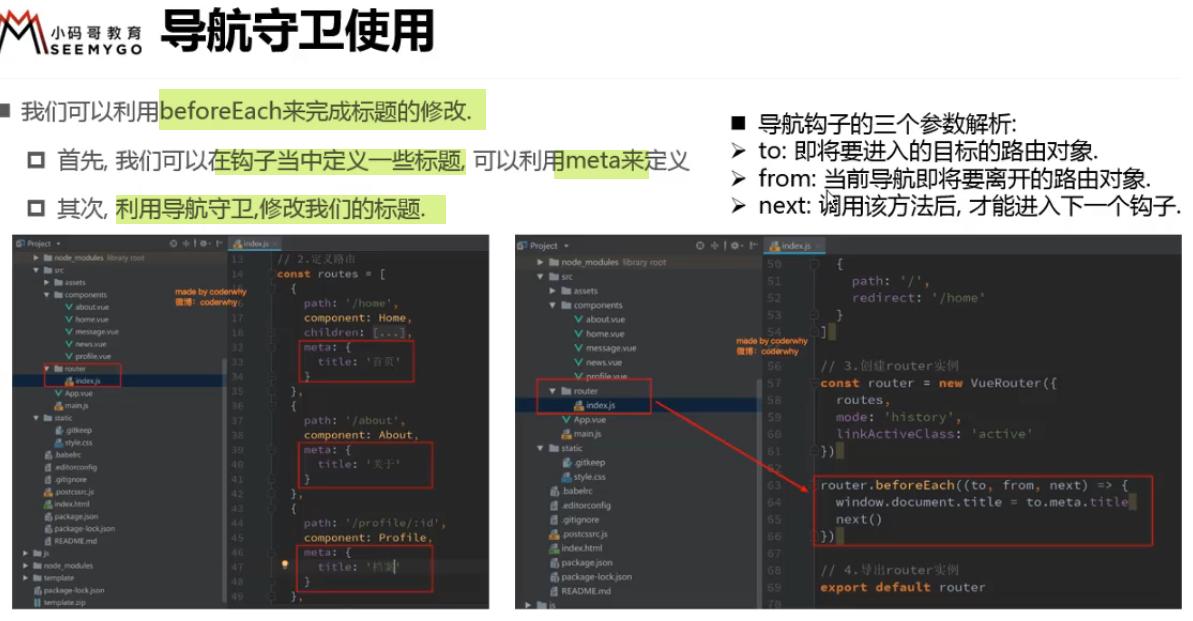 小码哥教育
SEEMYGO
导航守卫使用
我们可以利用beforeEach来完成标题的修改.
首先, 我们可以在钩子当中定义一些标题, 可以利用meta来定义
其次, 利用导航守卫,修改我们的标题.
导航钩子的三个参数解析:
to: 即将要进入的目标的路由对象.
from: 当前导航即将要离开的路由对象.
next: 调用该方法后, 才能进入下一个钩子.
Project
node_modules library root
src
assets
components
about.vue
home.vue
message.vue
news.vue
profile.vue
router
index.js
App.vue
main.js
static
.gitkeep
style.css
.babelrc
.editorconfig
.gitignore
.postcssrc.js
index.html
package.json
package-lock.json
README.md
js
node_modules
template
package-lock.json
template.zip
made by coderwhy
微博: coderwhy
index.js
13 // 2.定义路由
14 const routes = [
{
path: '/home',
17 component: Home,
18 children: [...],
32 meta: {
33 title: '首页'
34 }
35 },
36 {
37 path: '/about',
38 component: About,
39 meta: {
40 title: '关于'
41 }
42 },
43 {
44 path: '/profile/:id',
45 component: Profile,
46 meta: {
47 title: '档案'
48 }
49 },
Project
node_modules library root
src
assets
components
about.vue
home.vue
message.vue
news.vue
profile.vue
router
index.js
App.vue
main.js
static
.gitkeep
style.css
.babelrc
.editorconfig
.gitignore
.postcssrc.js
index.html
package.json
package-lock.json
README.md
js
made by coderwhy
微博: coderwhy
index.js
50 {
51 path: '/',
52 redirect: '/home'
53 }
54 ]
56 // 3.创建router实例
57 const router = new VueRouter({
58 routes,
59 mode: 'history',
60 linkActiveClass: 'active'
61 })
62
63 router.beforeEach((to, from, next) => {
64 window.document.title = to.meta.title
65 next()
66 })
67
68 // 4.导出router实例
69 export default router
70